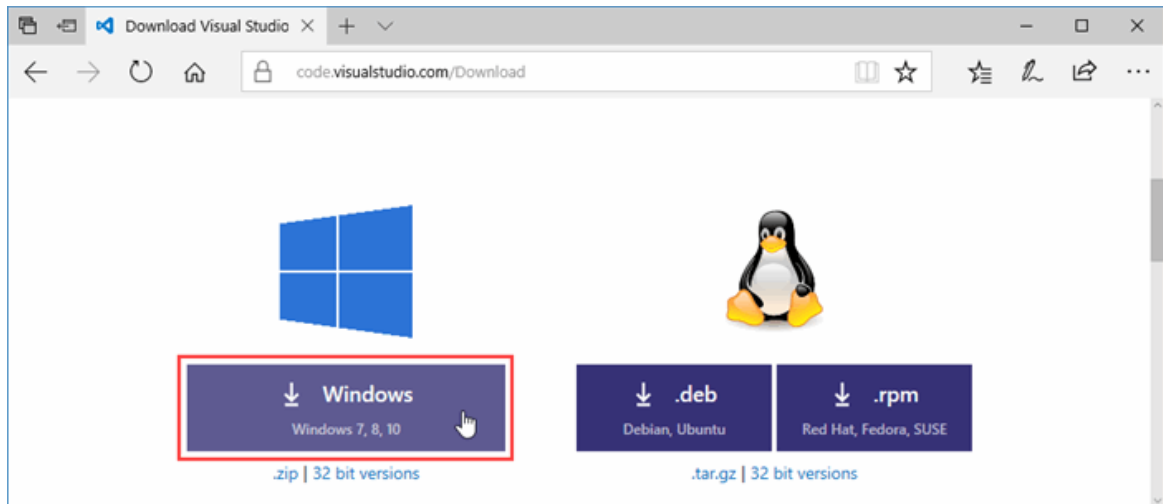 Download Visual Studio
code.visualstudio.com/Download
Windows
Windows 7, 8, 10
.zip | 32 bit versions
.deb
Debian, Ubuntu
.rpm
Red Hat, Fedora, SUSE
.tar.gz | 32 bit versions